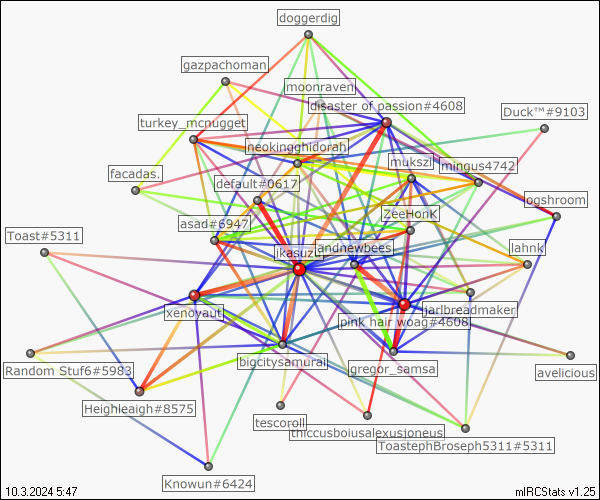 doggerdig
gazpachoman
moonraven
disaster of passion#4608
Duck™#9103
turkey_mcnugget
neokingghidorah
mukszi
mingus4742
facadas.
default#0617
ogshroom
asad#6947
ZeeHonk
Toast#5311
ikasuzu
andnewbees
lahnk
xenoyaut
jarlbreadmaker
pink hair woag#4608
bigcitysamurai
gregor_samsa
Random Stuf6#5983
avelicious
Heighleaigh#8575
tescoroll
thiccusboiusalexusjoneus
ToastephBroseph5311#5311
Knowun#6424
10.3.2024 5:47
mIRCStats v1.25